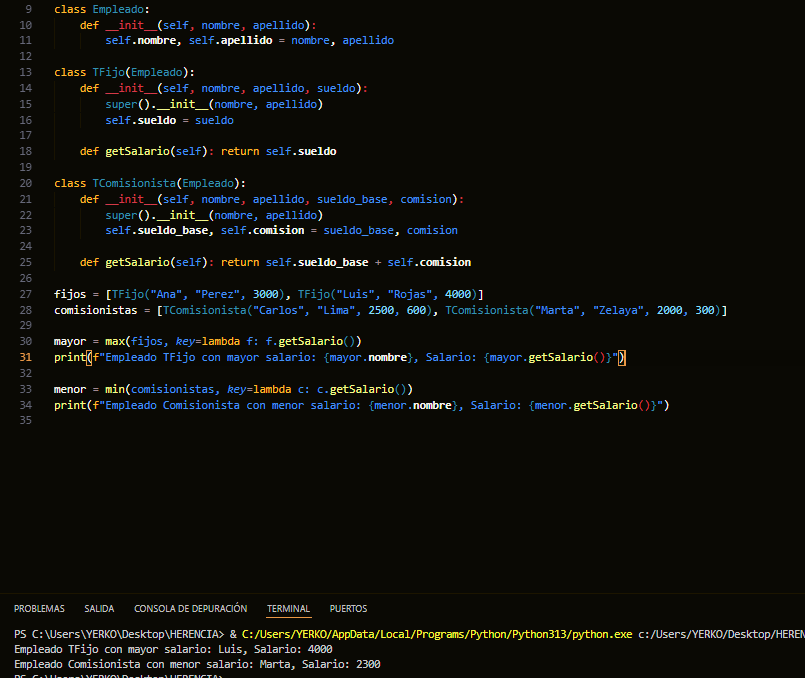 9 class Empleado:
10     def __init__(self, nombre, apellido):
11         self.nombre, self.apellido = nombre, apellido
12
13 class TFijo(Empleado):
14     def __init__(self, nombre, apellido, sueldo):
15         super().__init__(nombre, apellido)
16         self.sueldo = sueldo
17
18     def getSalario(self): return self.sueldo
19
20 class TComisionista(Empleado):
21     def __init__(self, nombre, apellido, sueldo_base, comision):
22         super().__init__(nombre, apellido)
23         self.sueldo_base, self.comision = sueldo_base, comision
24
25     def getSalario(self): return self.sueldo_base + self.comision
26
27 fijos = [TFijo("Ana", "Perez", 3000), TFijo("Luis", "Rojas", 4000)]
28 comisionistas = [TComisionista("Carlos", "Lima", 2500, 600), TComisionista("Marta", "Zelaya", 2000, 300)]
29
30 mayor = max(fijos, key=lambda f: f.getSalario())
31 print(f"Empleado TFijo con mayor salario: {mayor.nombre}, Salario: {mayor.getSalario()}")
32
33 menor = min(comisionistas, key=lambda c: c.getSalario())
34 print(f"Empleado Comisionista con menor salario: {menor.nombre}, Salario: {menor.getSalario()}")
35
PROBLEMAS SALIDA CONSOLA DE DEPURACIÓN TERMINAL PUERTOS
PS C:\Users\YERKO\Desktop\HERENCIA> & C:/Users/YERKO/AppData/Local/Programs/Python/Python313/python.exe c:/Users/YERKO/Desktop/HEREN
Empleado TFijo con mayor salario: Luis, Salario: 4000
Empleado Comisionista con menor salario: Marta, Salario: 2300
PS C:\Users\YERKO\Desktop\HERENCIA>